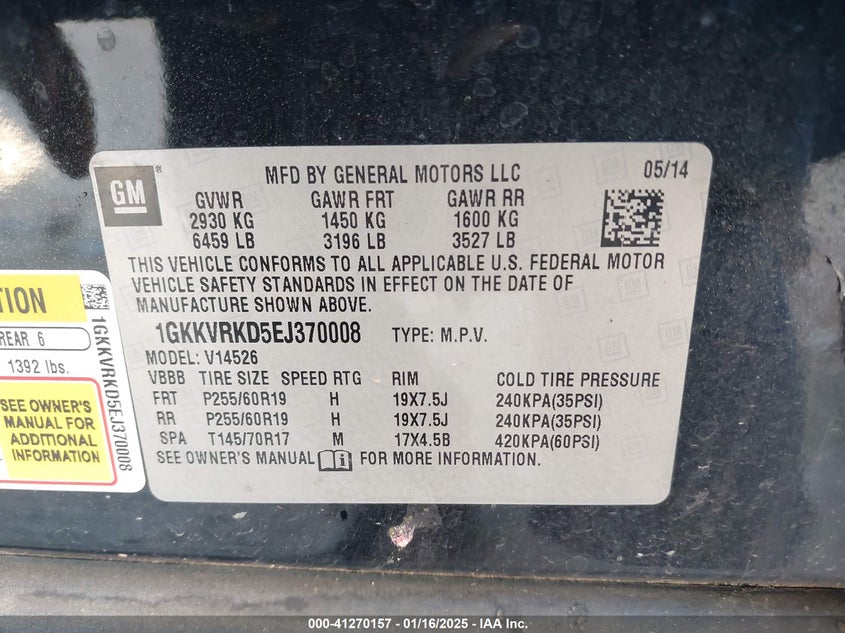 GM
MFD BY GENERAL MOTORS LLC 05/14
GVWR GAWR FRT GAWR RR
2930 KG 1450 KG 1600 KG
6459 LB 3196 LB 3527 LB
THIS VEHICLE CONFORMS TO ALL APPLICABLE U.S. FEDERAL MOTOR
VEHICLE SAFETY STANDARDS IN EFFECT ON THE DATE OF
MANUFACTURE SHOWN ABOVE.
1GKKVRKD5EJ370008 TYPE: M.P.V.
MODEL: V14526
VBBB TIRE SIZE SPEED RTG RIM COLD TIRE PRESSURE
FRT P255/60R19 H 19X7.5J 240KPA(35PSI)
RR P255/60R19 H 19X7.5J 240KPA(35PSI)
SPA T145/70R17 M 17X4.5B 420KPA(60PSI)
SEE OWNER'S MANUAL FOR MORE INFORMATION.
REAR 6
1392 lbs.
SEE OWNER'S
MANUAL FOR
ADDITIONAL
INFORMATION
1GKKVRKD5EJ370008
000-41270157 - 01/16/2025 - IAA Inc.